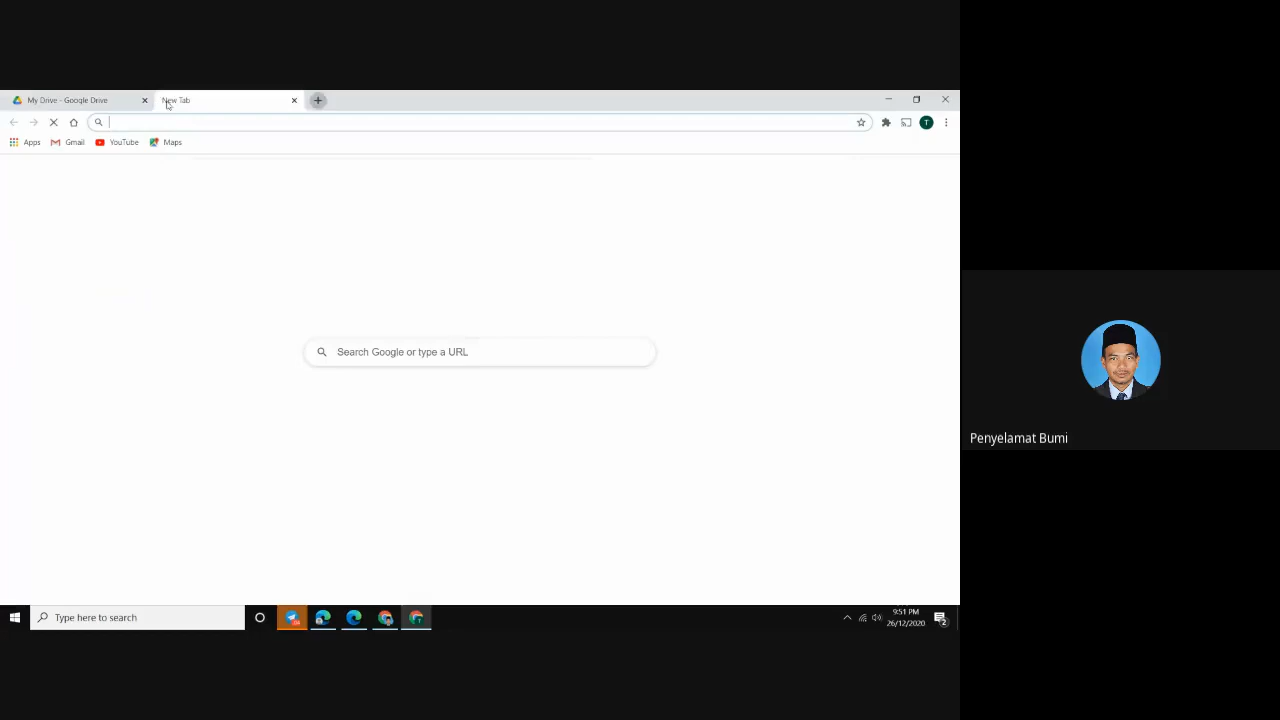 My Drive - Google Drive
New Tab
Apps
Gmail
YouTube
Maps
T
Search Google or type a URL
Penyelamat Bumi
Type here to search
9:51 PM
26/12/2020
2